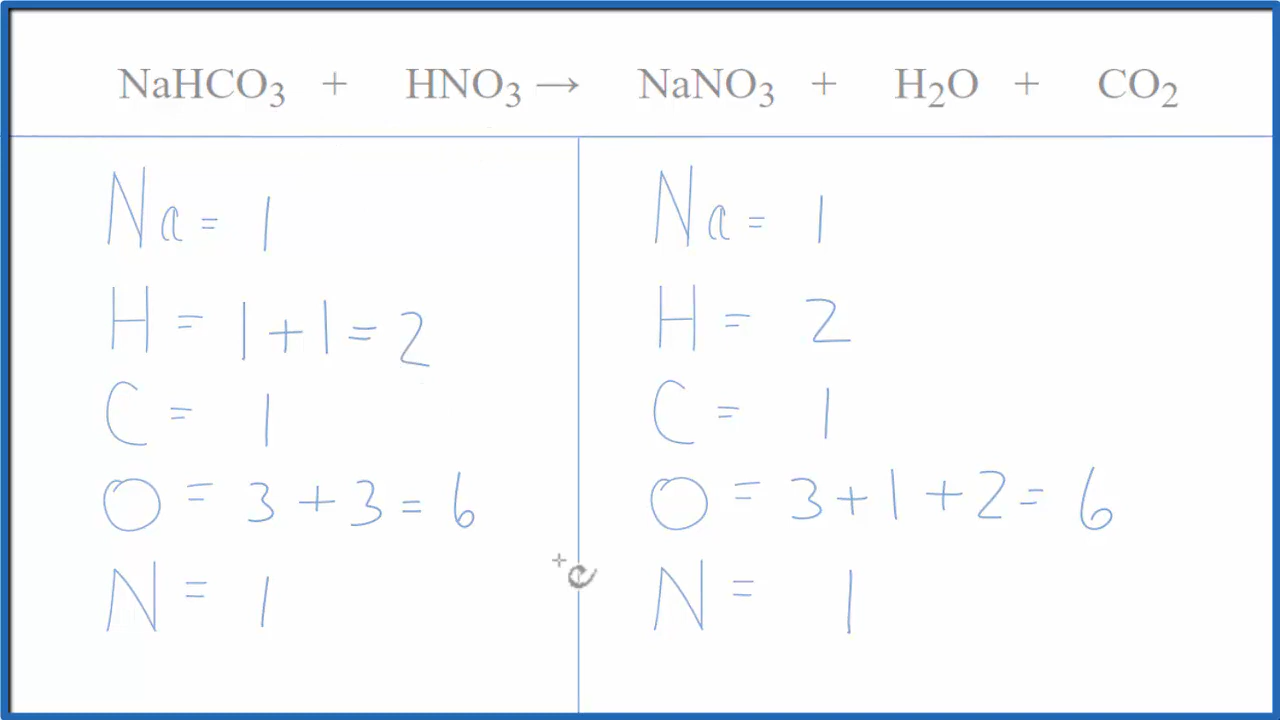 NaHCO₃ + HNO₃ → NaNO₃ + H₂O + CO₂
Na = 1
H = 1 + 1 = 2
C = 1
O = 3 + 3 = 6
N = 1
Na = 1
H = 2
C = 1
O = 3 + 1 + 2 = 6
N = 1